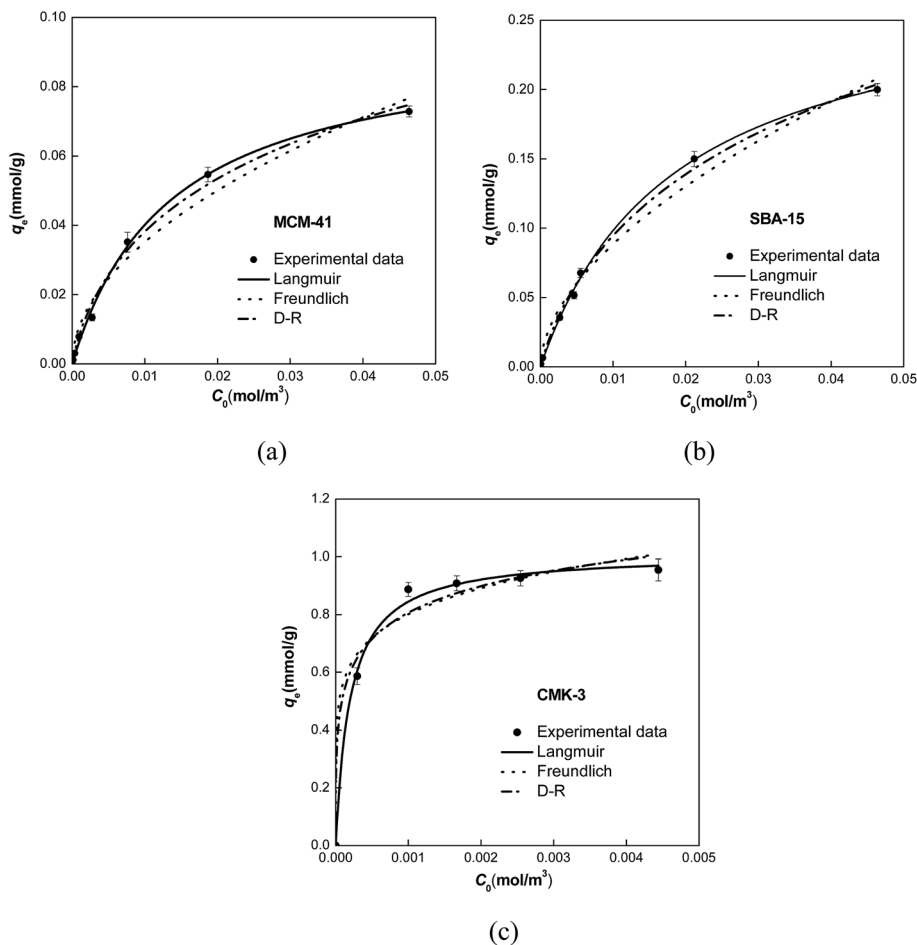 0.10
0.08
0.06
0.04
0.02
0.00
qe(mmol/g)
MCM-41
Experimental data
Langmuir
Freundlich
D-R
0.00 0.01 0.02 0.03 0.04 0.05
C0(mol/m3)
(a)
0.25
0.20
0.15
0.10
0.05
0.00
qe(mmol/g)
SBA-15
Experimental data
Langmuir
Freundlich
D-R
0.00 0.01 0.02 0.03 0.04 0.05
C0(mol/m3)
(b)
1.2
1.0
0.8
0.6
0.4
0.2
0.0
qe(mmol/g)
CMK-3
Experimental data
Langmuir
Freundlich
D-R
0.000 0.001 0.002 0.003 0.004 0.005
C0(mol/m3)
(c)